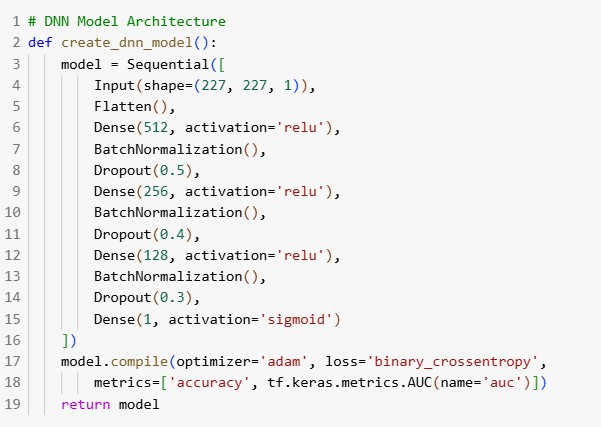 1 # DNN Model Architecture
2 def create_dnn_model():
3     model = Sequential([
4         Input(shape=(227, 227, 1)),
5         Flatten(),
6         Dense(512, activation='relu'),
7         BatchNormalization(),
8         Dropout(0.5),
9         Dense(256, activation='relu'),
10         BatchNormalization(),
11         Dropout(0.4),
12         Dense(128, activation='relu'),
13         BatchNormalization(),
14         Dropout(0.3),
15         Dense(1, activation='sigmoid')
16     ])
17     model.compile(optimizer='adam', loss='binary_crossentropy',
18         metrics=['accuracy', tf.keras.metrics.AUC(name='auc')])
19     return model